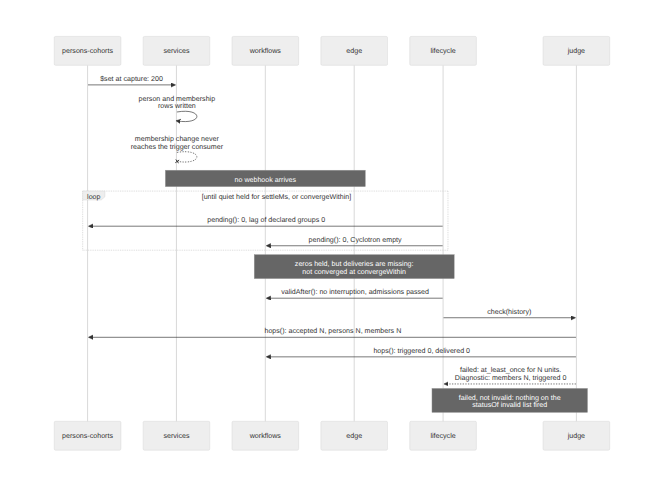 persons-cohorts services workflows edge lifecycle judge
$set at capture: 200
person and membership
rows written
membership change never
reaches the trigger consumer
no webhook arrives
loop [until quiet held for settleMs, or convergeWithin]
pending(): 0, lag of declared groups 0
pending(): 0, Cyclotron empty
zeros held, but deliveries are missing:
not converged at convergeWithin
validAfter(): no interruption, admissions passed
check(history)
hops(): accepted N, persons N, members N
hops(): triggered 0, delivered 0
failed: at_least_once for N units.
Diagnostic: members N, triggered 0
failed, not invalid: nothing on the
statusOf invalid list fired
persons-cohorts services workflows edge lifecycle judge